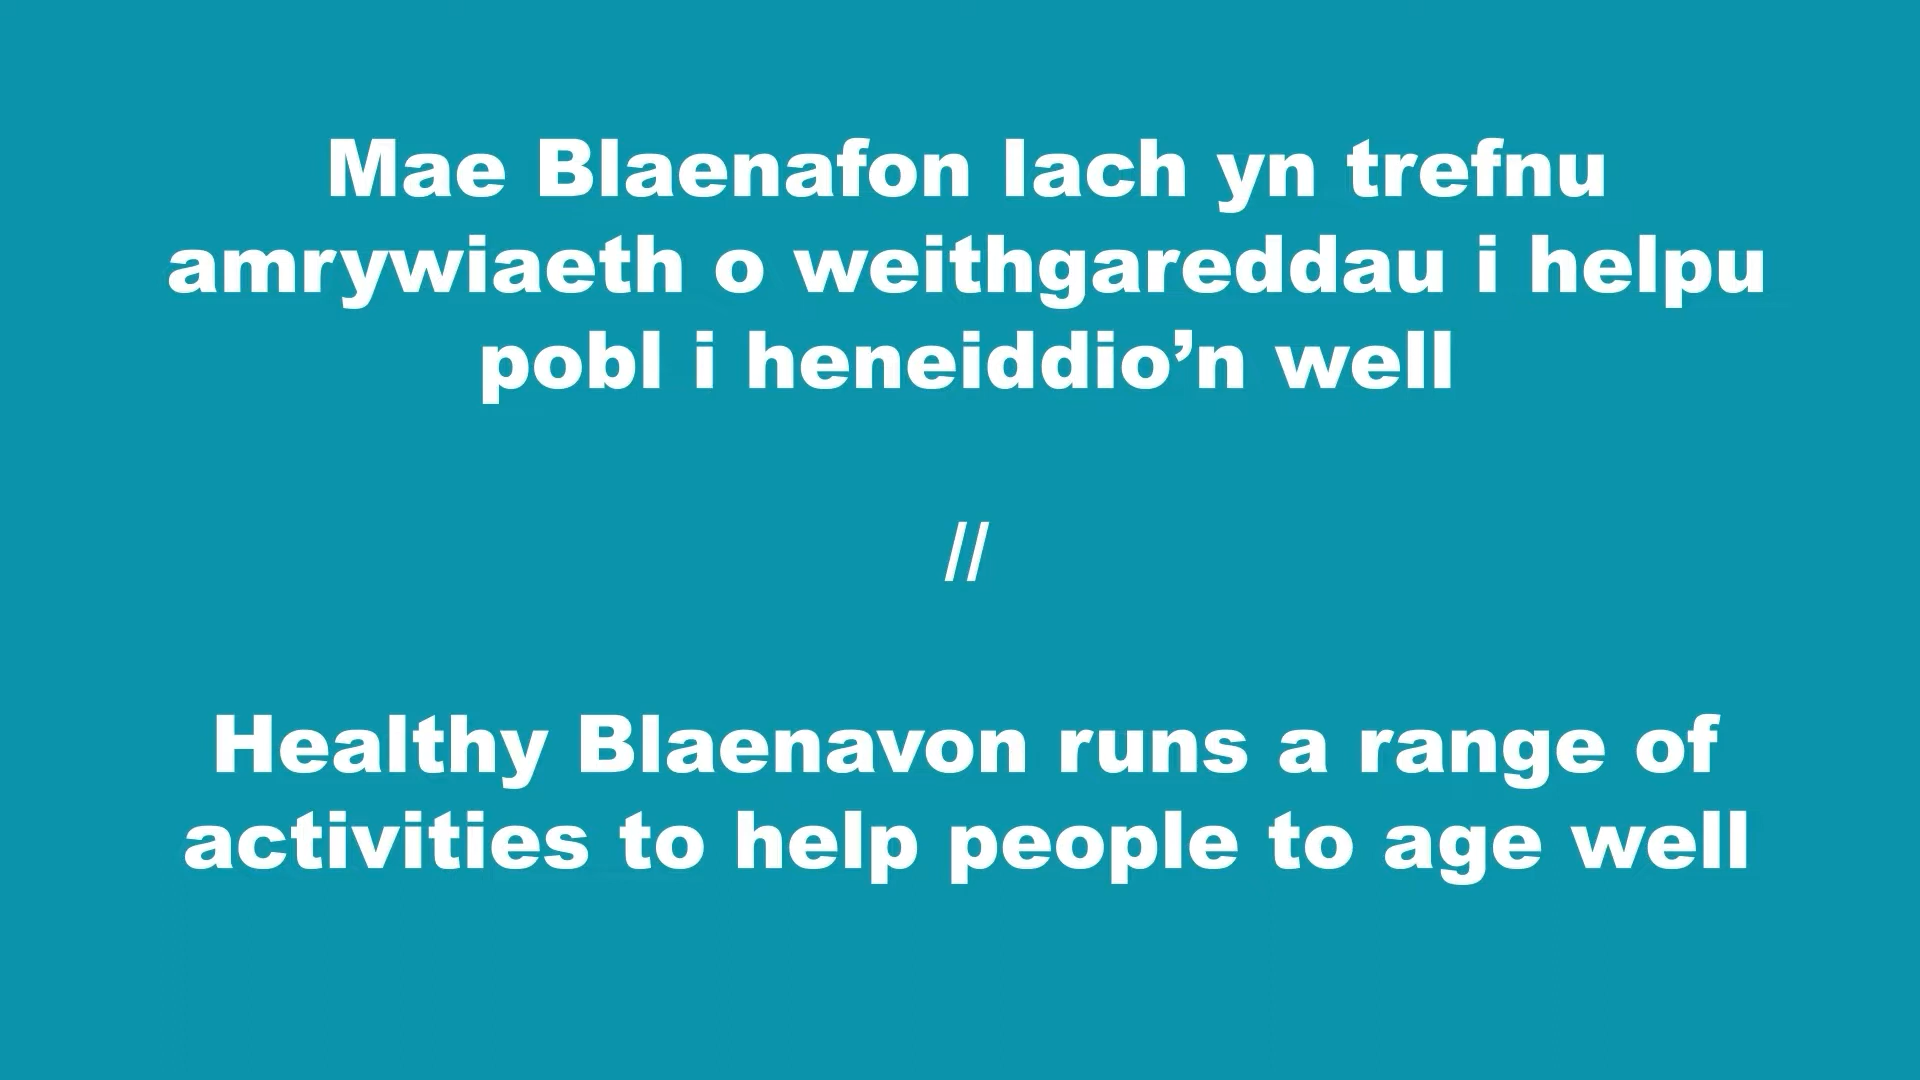 Mae Blaenafon Iach yn trefnu
amrywiaeth o weithgareddau i helpu
pobl i heneiddio’n well
//
Healthy Blaenavon runs a range of
activities to help people to age well